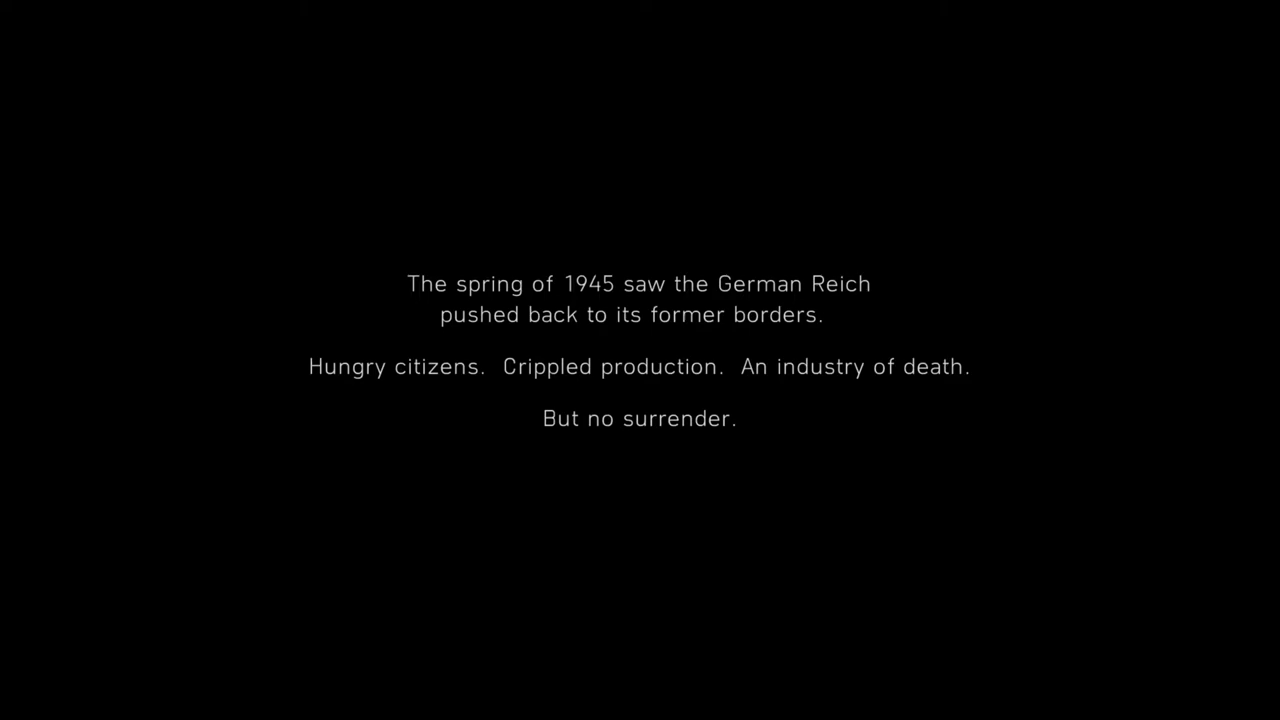 The spring of 1945 saw the German Reich
pushed back to its former borders.
Hungry citizens. Crippled production. An industry of death.
But no surrender.